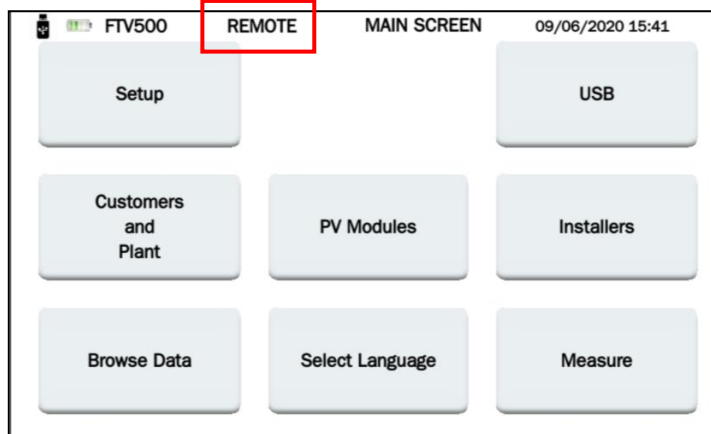 FTV500 REMOTE MAIN SCREEN 09/06/2020 15:41
Setup
USB
Customers
and
Plant
PV Modules
Installers
Browse Data
Select Language
Measure